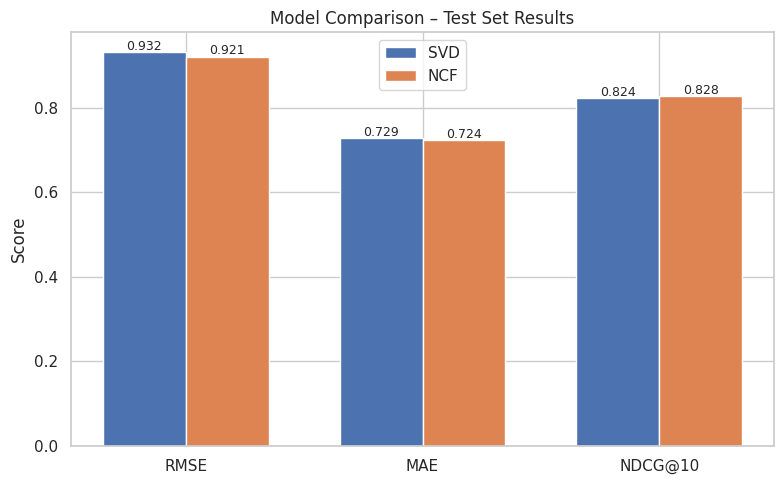 Model Comparison – Test Set Results
SVD
NCF
0.932
0.921
0.729
0.724
0.824
0.828
Score
0.8
0.6
0.4
0.2
0.0
RMSE
MAE
NDCG@10